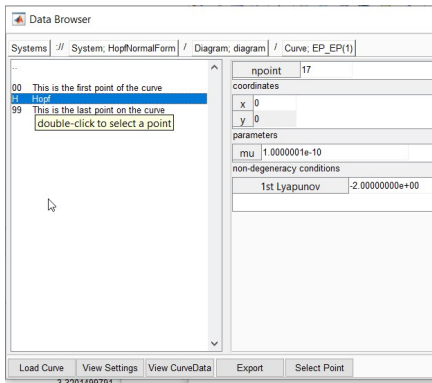 Data Browser
Systems :// System; HopfNormalForm / Diagram; diagram / Curve; EP_EP(1)
..
00 This is the first point of the curve
H Hopf
99 This is the last point on the curve
double-click to select a point
npoint 17
coordinates
x 0
y 0
parameters
mu 1.0000001e-10
non-degeneracy conditions
1st Lyapunov -2.00000000e+00
Load Curve View Settings View CurveData Export Select Point